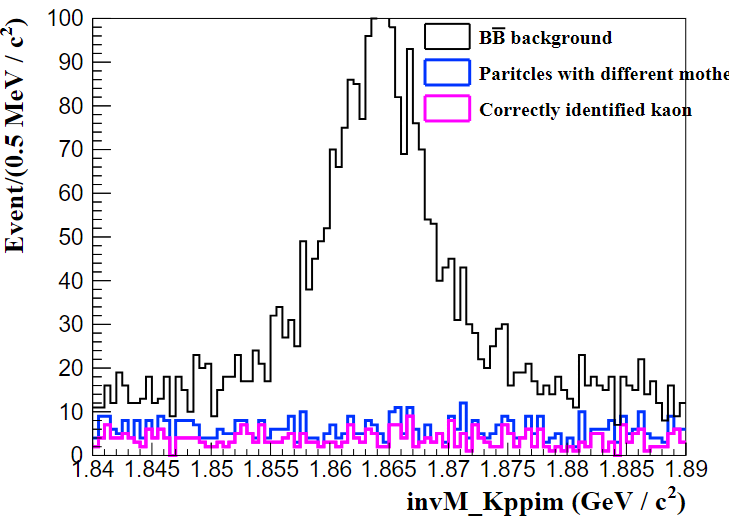 Event/(0.5 MeV / c²)
100
90
80
70
60
50
40
30
20
10
0
BB̅ background
Paritcles with different mothe
Correctly identified kaon
1.84 1.845 1.85 1.855 1.86 1.865 1.87 1.875 1.88 1.885 1.89
invM_Kppim (GeV / c²)